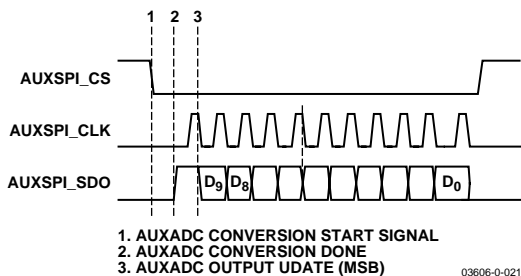 1 2 3
AUXSPI_CS
AUXSPI_CLK
AUXSPI_SDO
D9 D8 D0
1. AUXADC CONVERSION START SIGNAL
2. AUXADC CONVERSION DONE
3. AUXADC OUTPUT UDATE (MSB)
03606-0-021